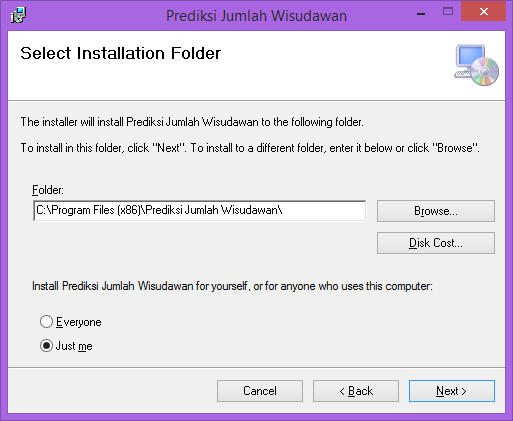 Prediksi Jumlah Wisudawan
Select Installation Folder
The installer will install Prediksi Jumlah Wisudawan to the following folder.
To install in this folder, click "Next". To install to a different folder, enter it below or click "Browse".
Folder:
C:\Program Files (x86)\Prediksi Jumlah Wisudawan\
Browse...
Disk Cost...
Install Prediksi Jumlah Wisudawan for yourself, or for anyone who uses this computer:
Everyone
Just me
Cancel
< Back
Next >